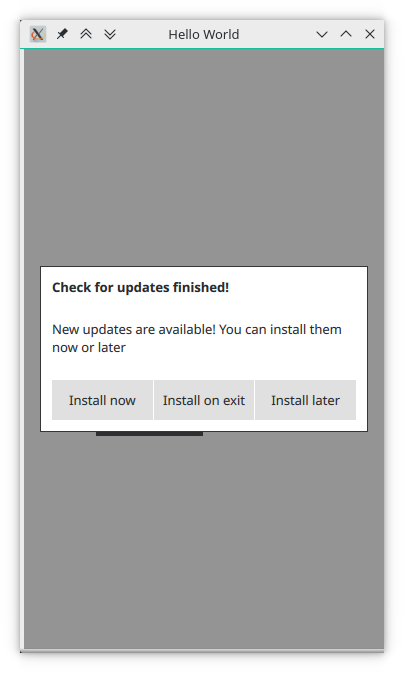 Hello World
Check for updates finished!
New updates are available! You can install them
now or later
Install now
Install on exit
Install later